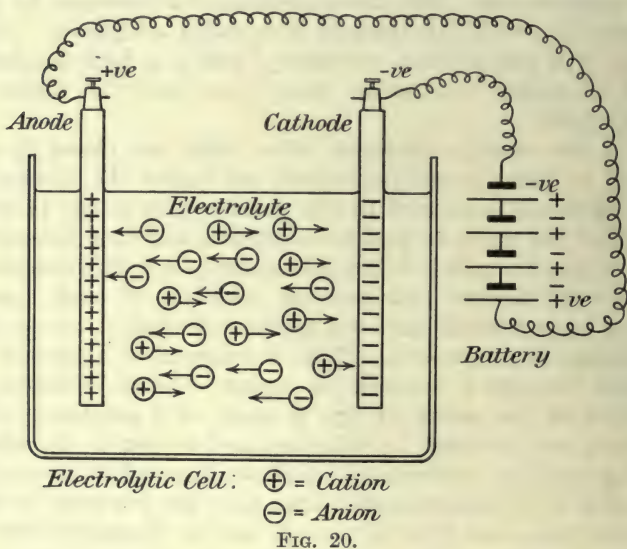 +ve -ve
Anode Cathode
Electrolyte
-ve
+
-
+
-
+
-
+ve
Battery
Electrolytic Cell: ⊕ = Cation
⊖ = Anion
FIG. 20.